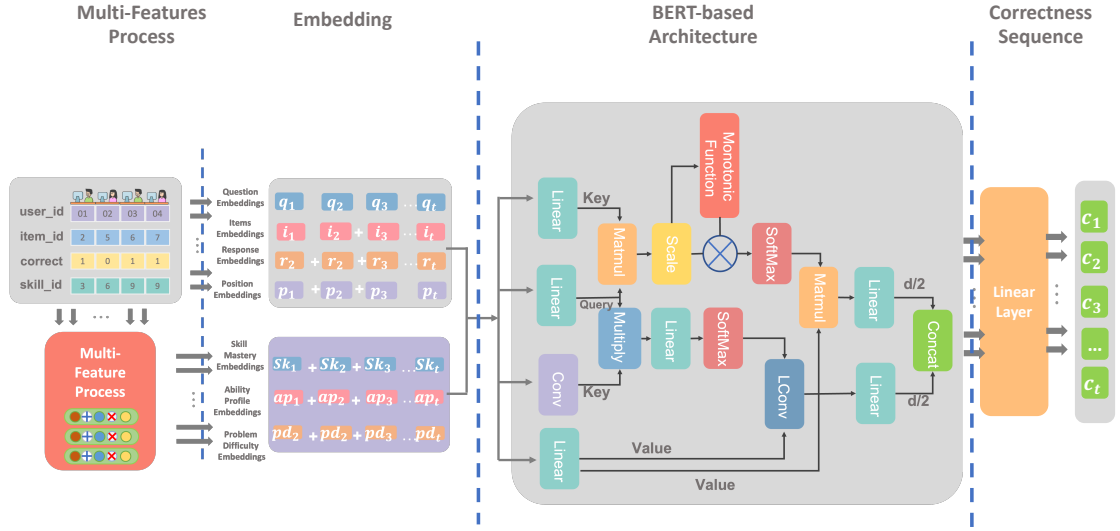 Multi-Features
Process
Embedding
BERT-based
Architecture
Correctness
Sequence
user_id 01 02 03 04
item_id 2 5 6 7
correct 1 0 1 1
skill_id 3 6 9 9
...
Multi-
Feature
Process
Question
Embeddings
Items
Embeddings
Response
Embeddings
Position
Embeddings
q1 q2 q3 ... qt
i1 i2 + i3 ... it
r2 + r2 + r3 ... rt
p1 + p2 + p3 pt
Skill
Mastery
Embeddings
Ability
Profile
Embeddings
Problem
Difficulty
Embeddings
Sk1 + Sk2 + Sk3 ... Skt
ap1 + ap2 + ap3 ... apt
pd2 + pd2 + pd3 ... pdt
Linear
Key
Linear
Query
Conv
Key
Linear
Value
Value
Matmul
Scale
Monotonic
Function
SoftMax
Multiply
Linear
SoftMax
Matmul
LConv
Linear
d/2
Linear
d/2
Concat
Linear
Layer
c1
c2
c3
...
ct